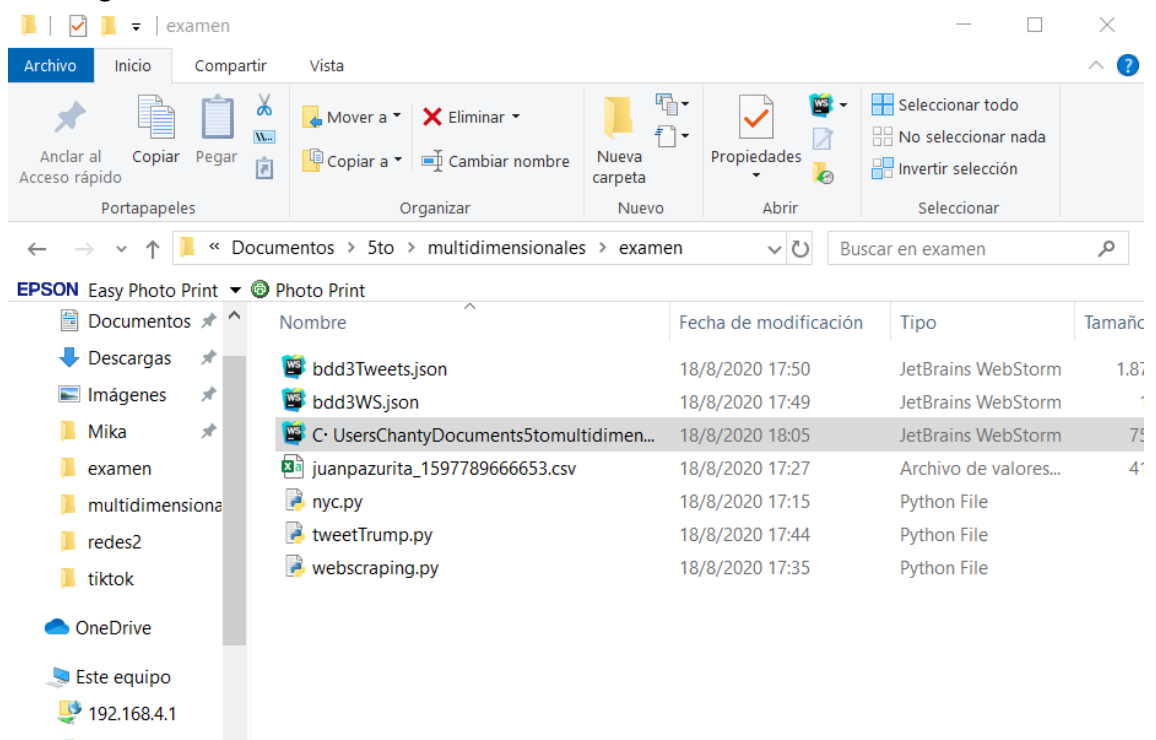 examen
Archivo Inicio Compartir Vista
Mover a Eliminar Seleccionar todo
No seleccionar nada
Anclar al Acceso rápido Copiar Pegar Copiar a Cambiar nombre Nueva carpeta Propiedades Invertir selección
Portapapeles Organizar Nuevo Abrir Seleccionar
« Documentos > 5to > multidimensionales > examen Buscar en examen
EPSON Easy Photo Print Photo Print
Documentos Nombre Fecha de modificación Tipo Tamañc
Descargas bdd3Tweets.json 18/8/2020 17:50 JetBrains WebStorm 1.87
Imágenes bdd3WS.json 18/8/2020 17:49 JetBrains WebStorm
Mika C· UsersChantyDocuments5tomultidimen... 18/8/2020 18:05 JetBrains WebStorm 75
examen juanpazurita_1597789666653.csv 18/8/2020 17:27 Archivo de valores... 41
multidimensiona nyc.py 18/8/2020 17:15 Python File
redes2 tweetTrump.py 18/8/2020 17:44 Python File
tiktok webscraping.py 18/8/2020 17:35 Python File
OneDrive
Este equipo
192.168.4.1